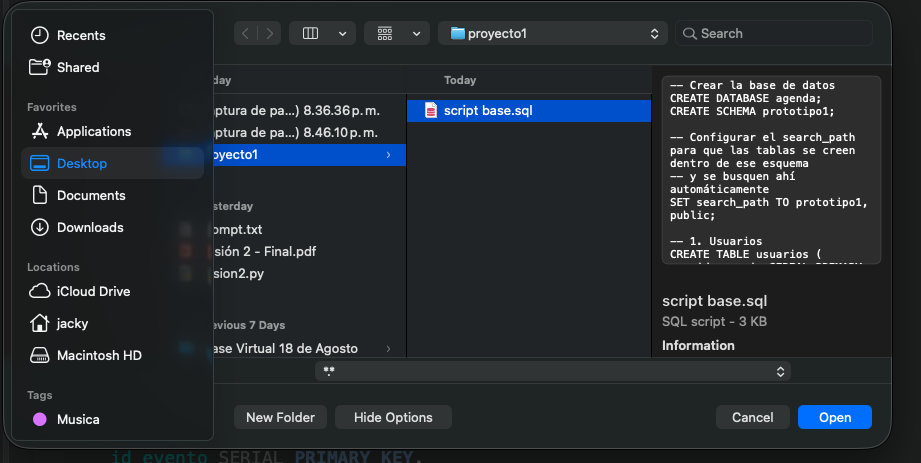 Recents
Shared
Favorites
Applications
Desktop
Documents
Downloads
Locations
iCloud Drive
jacky
Macintosh HD
Tags
Musica
proyecto1
Search
day
ptura de pa...) 8.36.36 p. m.
ptura de pa...) 8.46.10 p. m.
oyecto1
sterday
ompt.txt
sión 2 - Final.pdf
sion2.py
evious 7 Days
ase Virtual 18 de Agosto
Today
script base.sql
-- Crear la base de datos
CREATE DATABASE agenda;
CREATE SCHEMA prototipo1;
-- Configurar el search_path
para que las tablas se creen
dentro de ese esquema
-- y se busquen ahí
automáticamente
SET search_path TO prototipo1,
public;
-- 1. Usuarios
CREATE TABLE usuarios (
script base.sql
SQL script - 3 KB
Information
*.*
New Folder
Hide Options
Cancel
Open
id_evento SERIAL PRIMARY KEY,